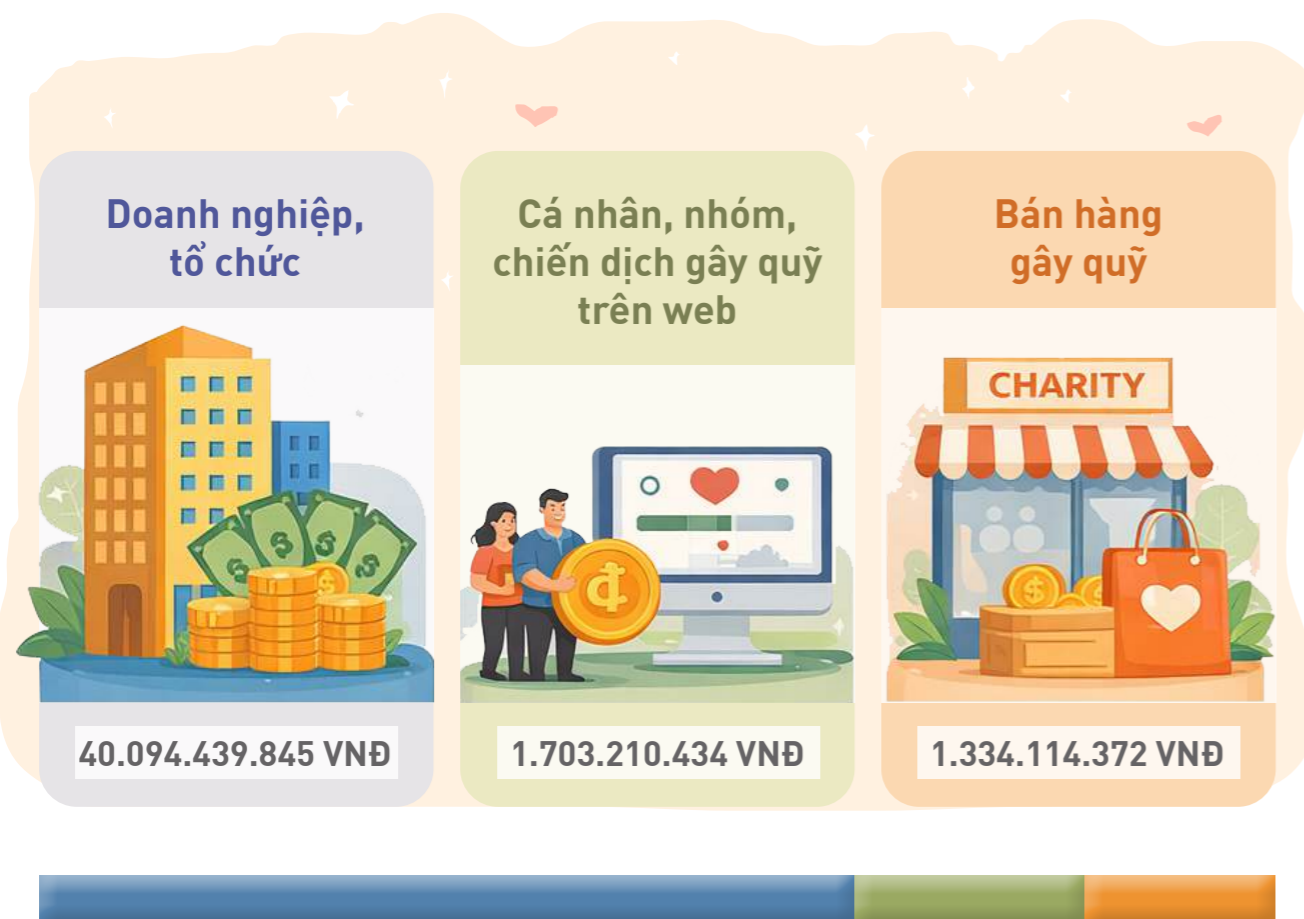 Doanh nghiệp,
tổ chức
40.094.439.845 VNĐ
Cá nhân, nhóm,
chiến dịch gây quỹ
trên web
1.703.210.434 VNĐ
Bán hàng
gây quỹ
CHARITY
1.334.114.372 VNĐ